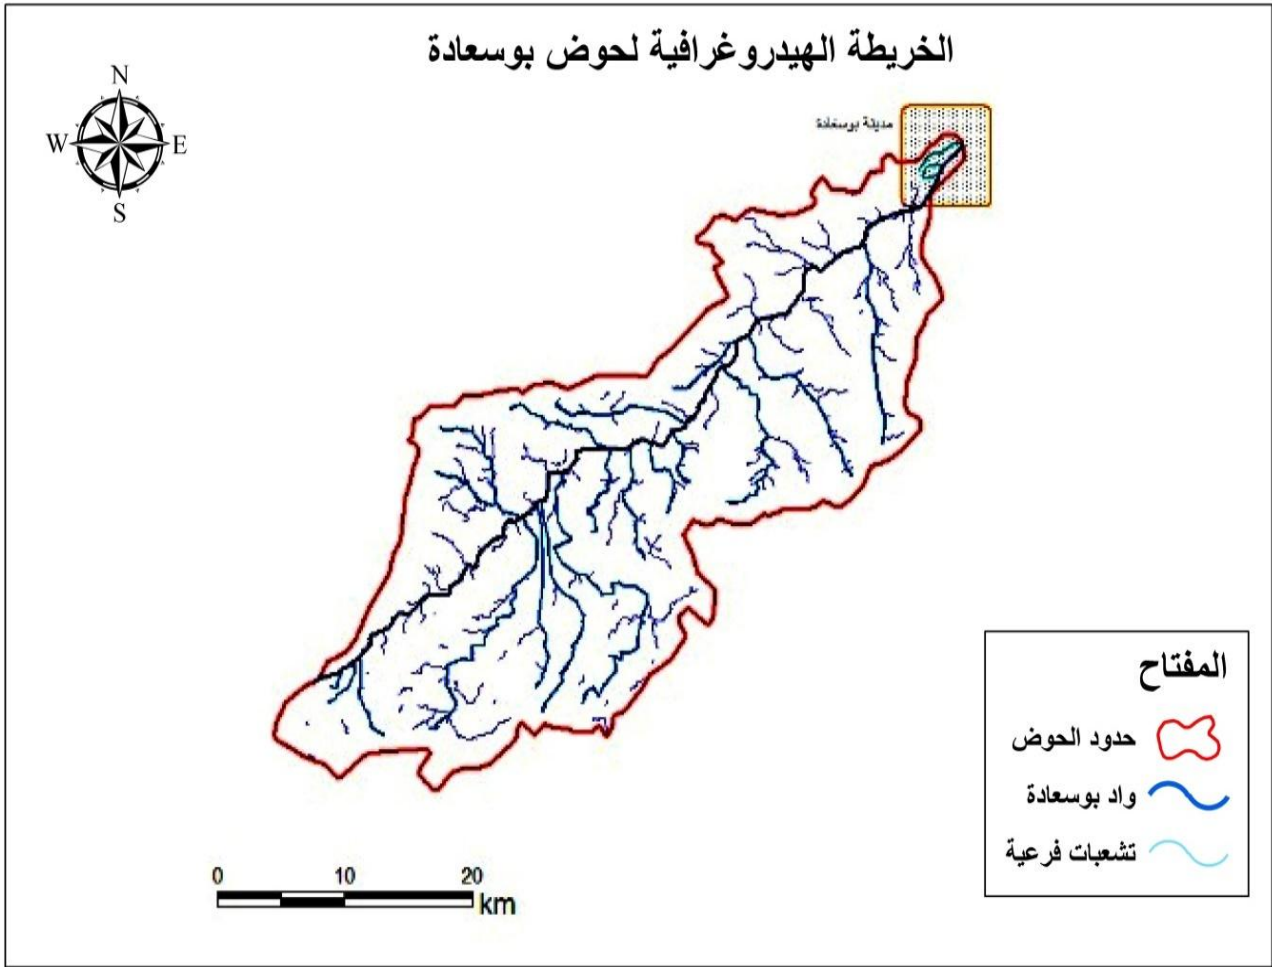 الخريطة الهيدروغرافية لحوض بوسعادة
N
W E
S
مدينة بوسعادة
المفتاح
حدود الحوض
واد بوسعادة
تشعبات فرعية
0 10 20
km